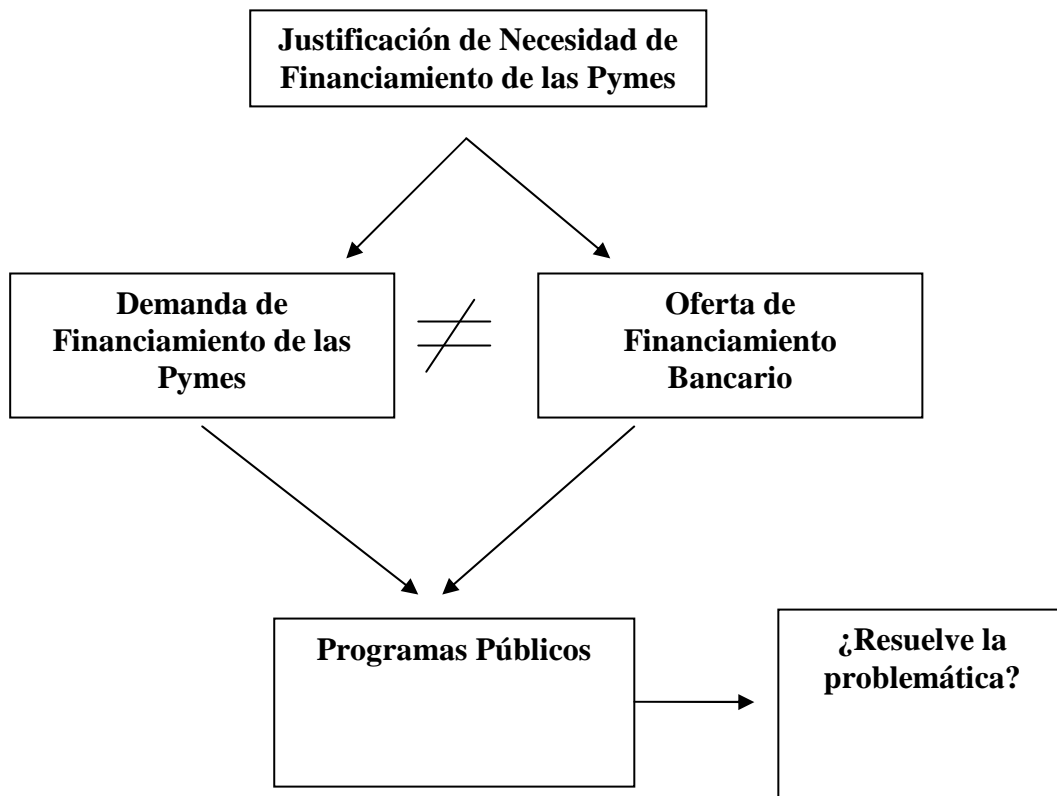 Justificación de Necesidad de
Financiamiento de las Pymes
Demanda de
Financiamiento de las
Pymes
Oferta de
Financiamiento
Bancario
Programas Públicos
¿Resuelve la
problemática?